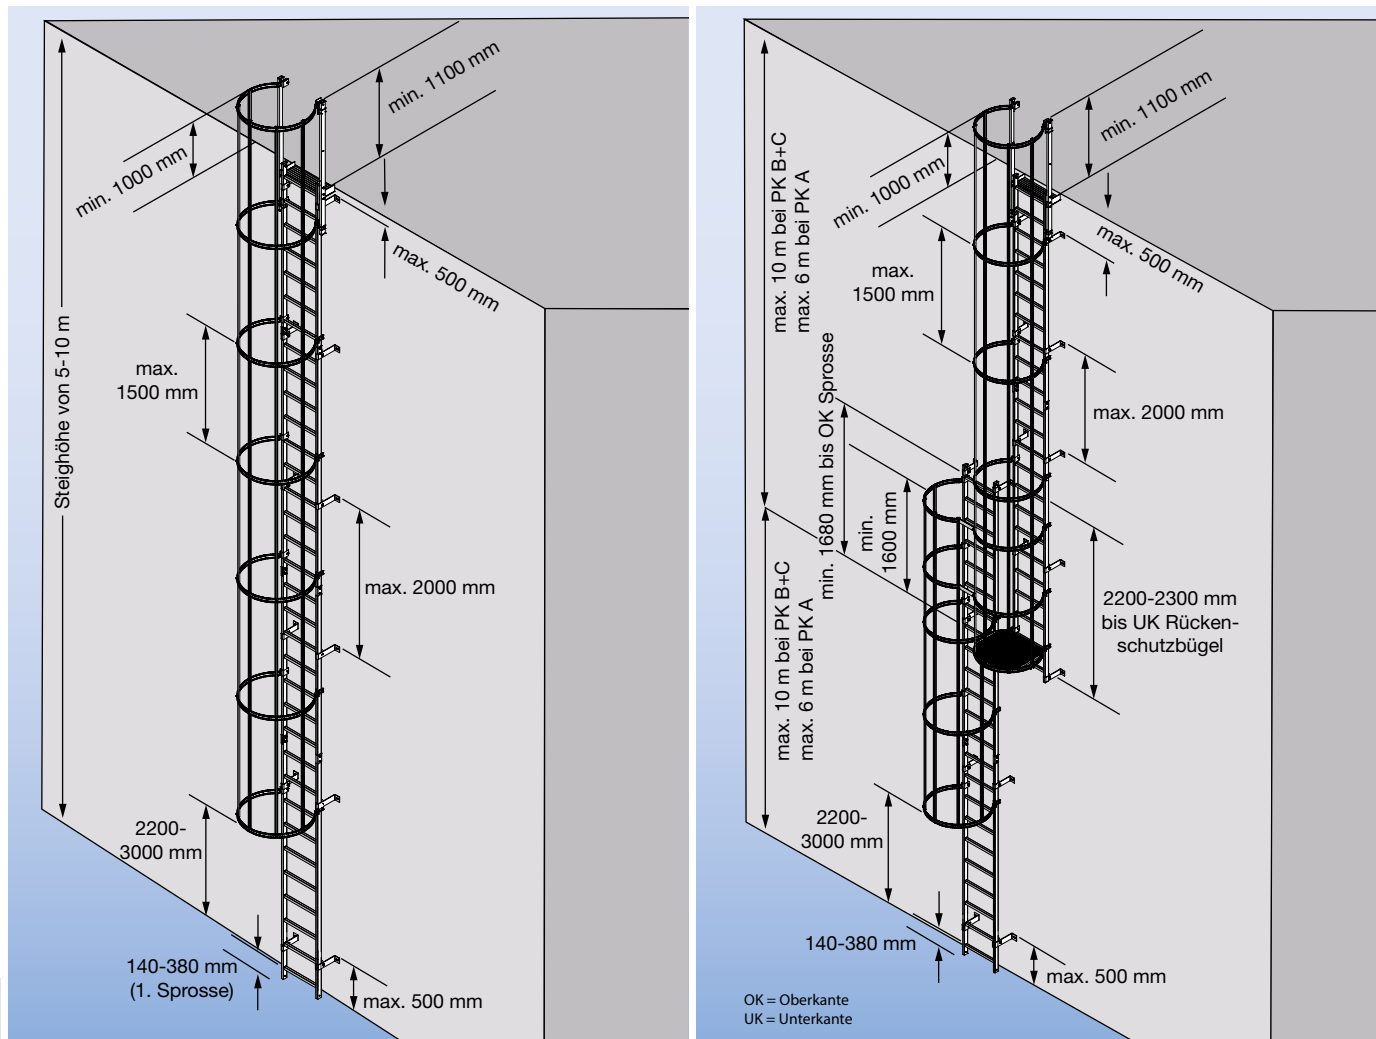 min. 1100 mm
min. 1000 mm
max. 500 mm
Steighöhe von 5-10 m
max.
1500 mm
max. 2000 mm
2200-
3000 mm
140-380 mm
(1. Sprosse)
max. 500 mm
min. 1100 mm
min. 1000 mm
max. 10 m bei PK B+C
max. 6 m bei PK A
max. 500 mm
max.
1500 mm
max. 2000 mm
min. 1680 mm bis OK Sprosse
min.
1600 mm
max. 10 m bei PK B+C
max. 6 m bei PK A
2200-2300 mm
bis UK Rücken-
schutzbügel
2200-
3000 mm
140-380 mm
max. 500 mm
OK = Oberkante
UK = Unterkante